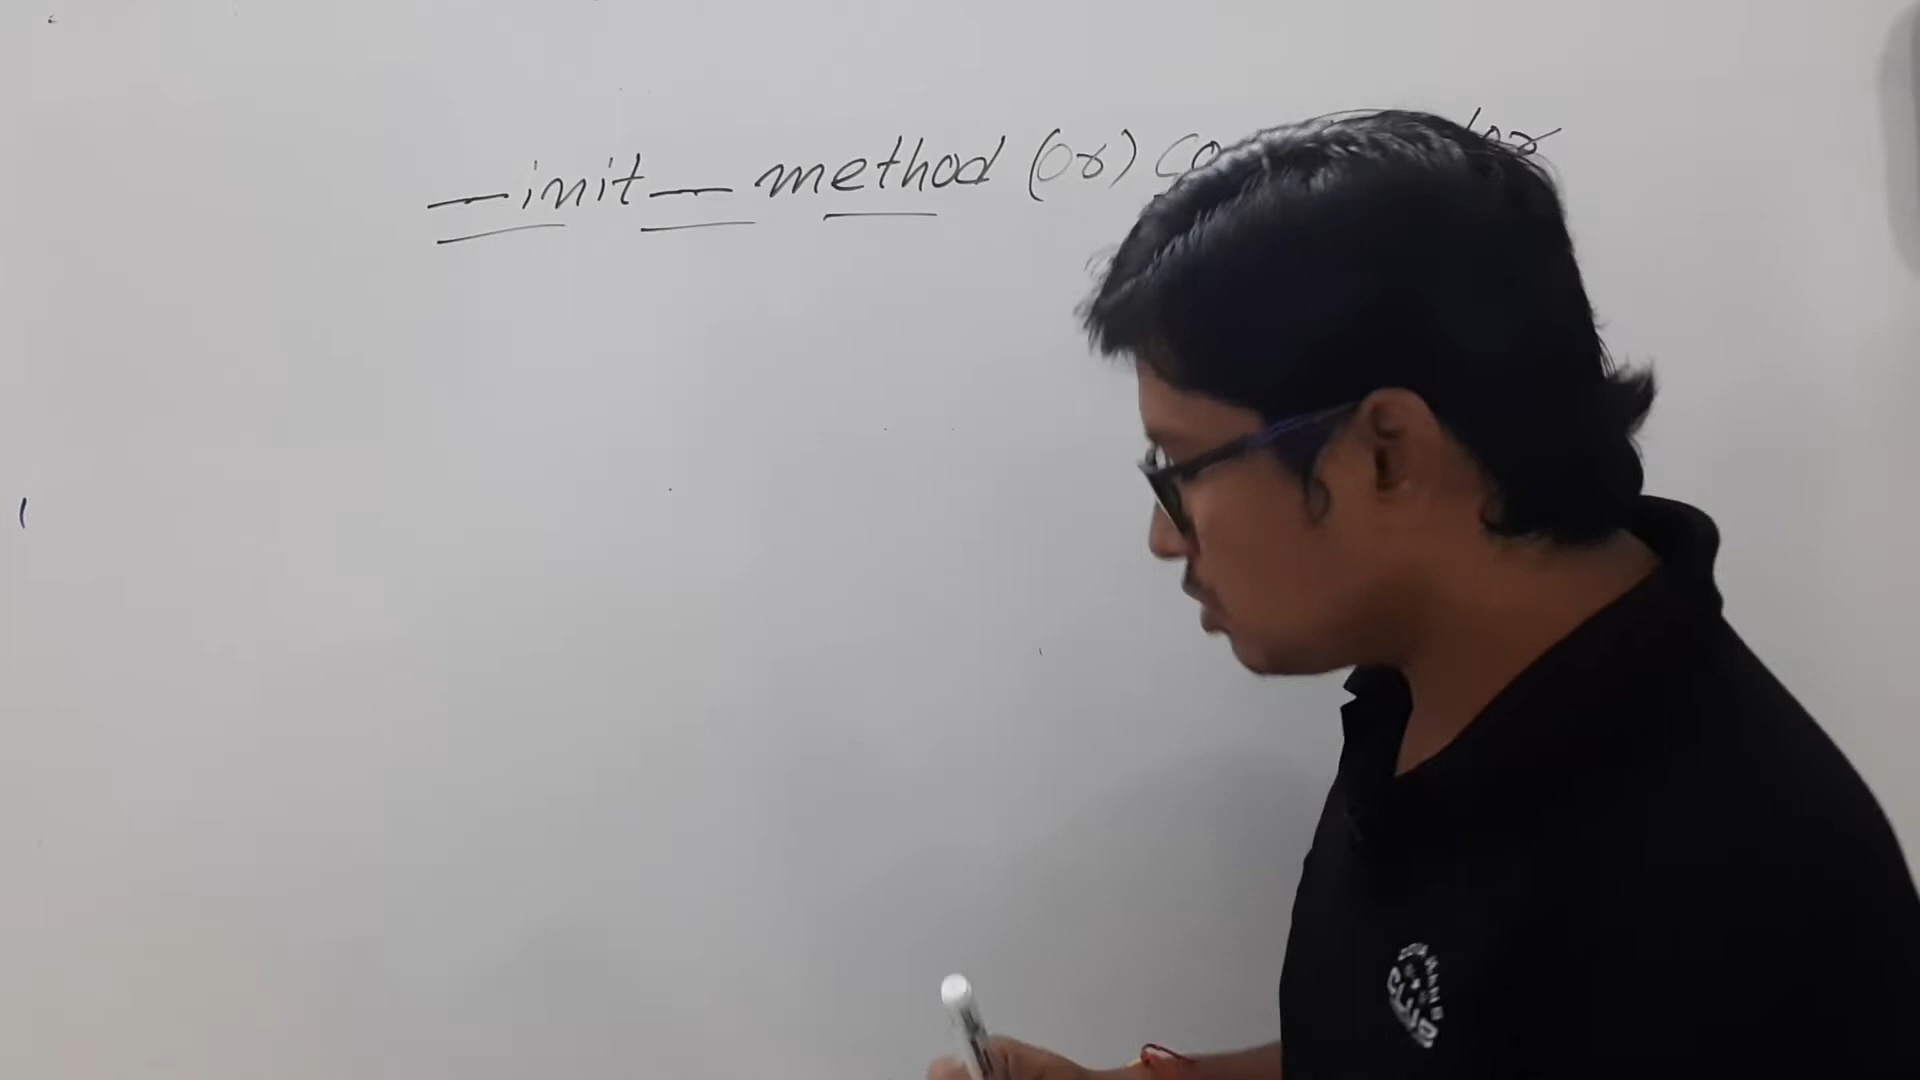 __init__ method (or)